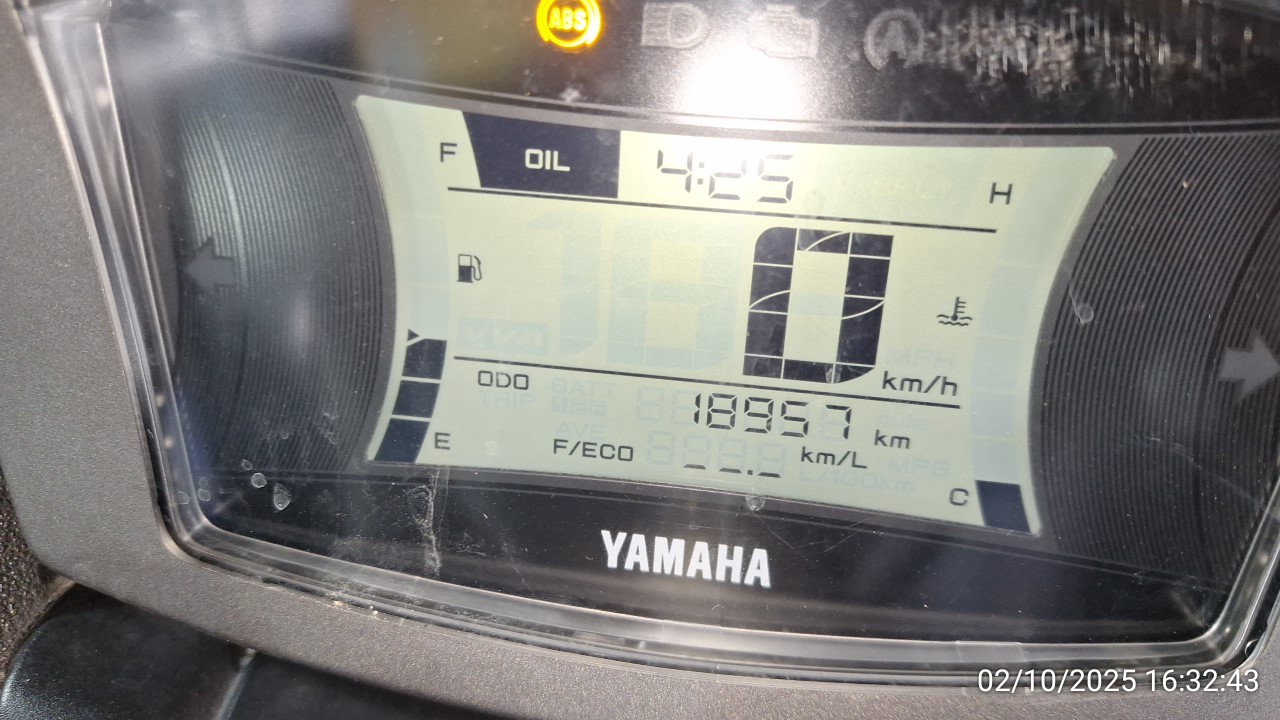 ABS
F OIL 4:25 H
0 km/h
ODO 18957 km
F/ECO --.- km/L
E C
YAMAHA
02/10/2025 16:32:43